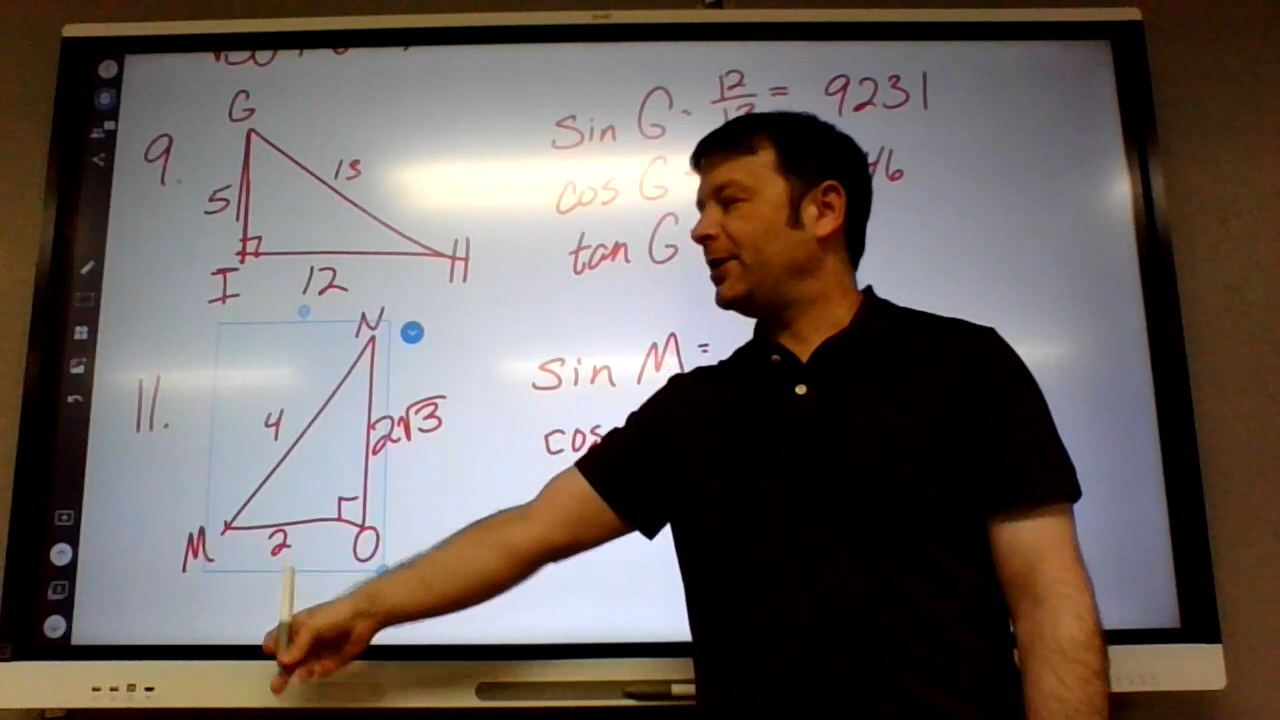 9.
G
5
13
I
12
H
sin G = 12/13 = 9231
cos G
tan G
11.
N
4
2√3
M
2
O
sin M =
cos